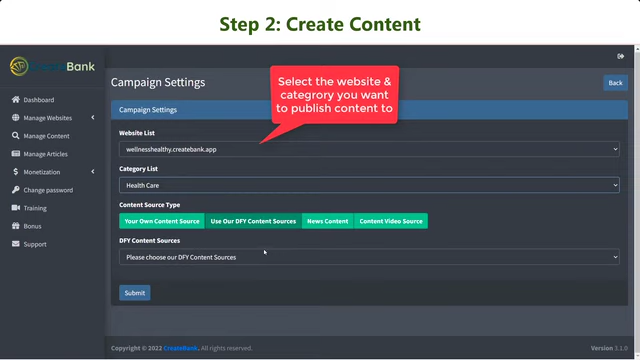 Step 2: Create Content
CreateBank
Dashboard
Manage Websites
Manage Content
Manage Articles
Monetization
Change password
Training
Bonus
Support
Campaign Settings
Back
Select the website &
categrory you want
to publish content to
Campaign Settings
Website List
wellnesshealthy.createbank.app
Category List
Health Care
Content Source Type
Your Own Content Source
Use Our DFY Content Sources
News Content
Content Video Source
DFY Content Sources
Please choose our DFY Content Sources
Submit
Copyright © 2022 CreateBank. All rights reserved.
Version 3.1.0